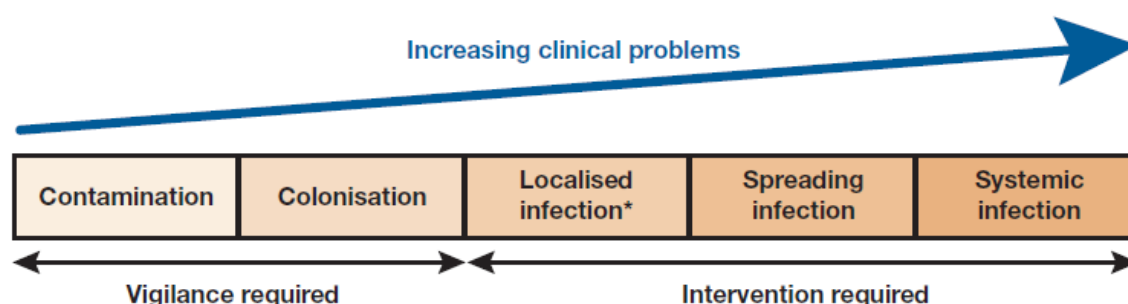 Increasing clinical problems
Contamination
Colonisation
Localised
infection*
Spreading
infection
Systemic
infection
Vigilance required
Intervention required